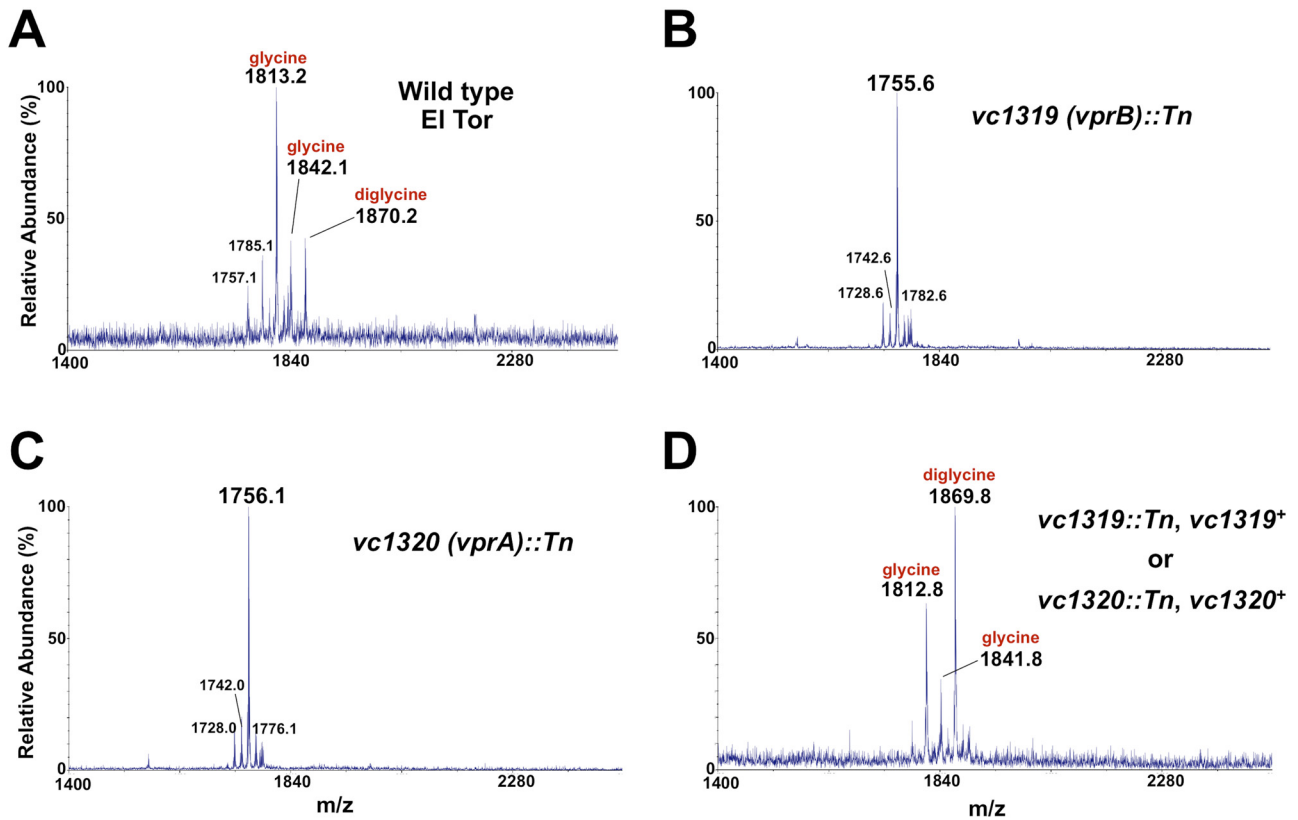 A
glycine
1813.2
Wild type
El Tor
glycine
1842.1
diglycine
1870.2
1785.1
1757.1
Relative Abundance (%)
100
50
0
1400
1840
2280
B
1755.6
vc1319 (vprB)::Tn
1742.6
1728.6
1782.6
100
50
0
1400
1840
2280
C
1756.1
vc1320 (vprA)::Tn
1742.0
1728.0
1776.1
Relative Abundance (%)
100
50
0
1400
1840
2280
m/z
D
diglycine
1869.8
glycine
1812.8
glycine
1841.8
vc1319::Tn, vc1319⁺
or
vc1320::Tn, vc1320⁺
100
50
0
1400
1840
2280
m/z